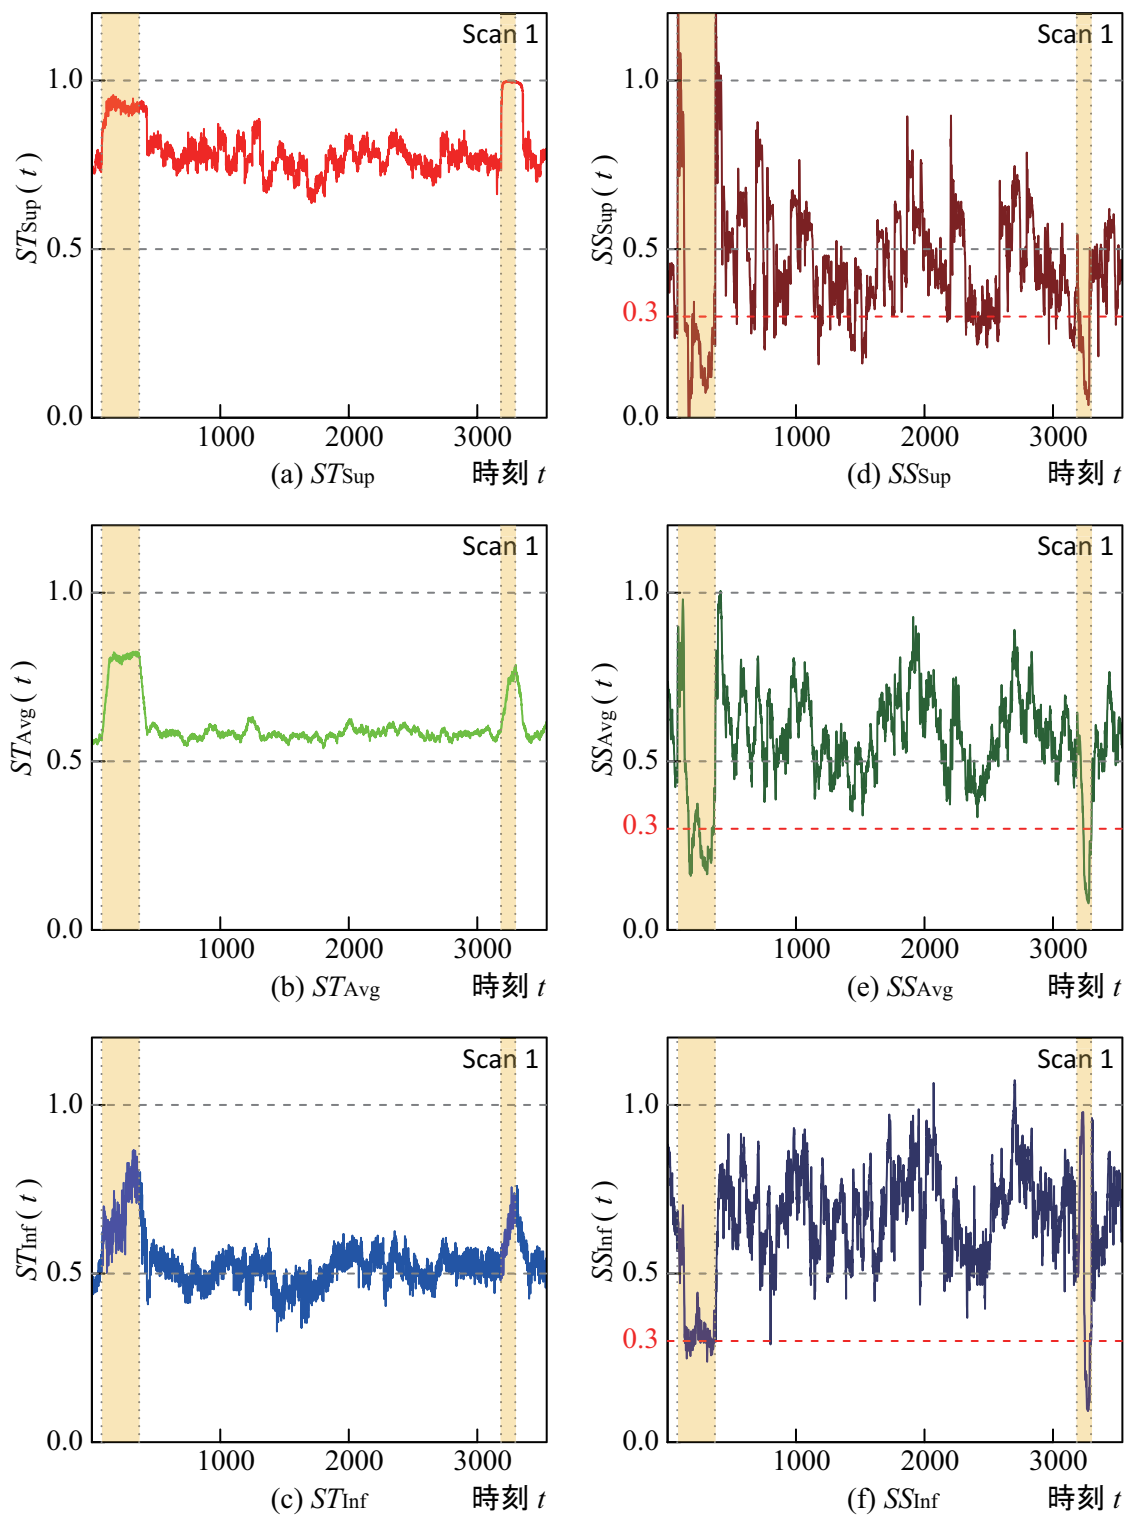 Scan 1
1.0
0.5
0.0
STSup ( t )
1000 2000 3000
(a) STSup 時刻 t
Scan 1
1.0
0.5
0.3
0.0
SSSup ( t )
1000 2000 3000
(d) SSSup 時刻 t
Scan 1
1.0
0.5
0.0
STAvg ( t )
1000 2000 3000
(b) STAvg 時刻 t
Scan 1
1.0
0.5
0.3
0.0
SSAvg ( t )
1000 2000 3000
(e) SSAvg 時刻 t
Scan 1
1.0
0.5
0.0
STInf ( t )
1000 2000 3000
(c) STInf 時刻 t
Scan 1
1.0
0.5
0.3
0.0
SSInf ( t )
1000 2000 3000
(f) SSInf 時刻 t